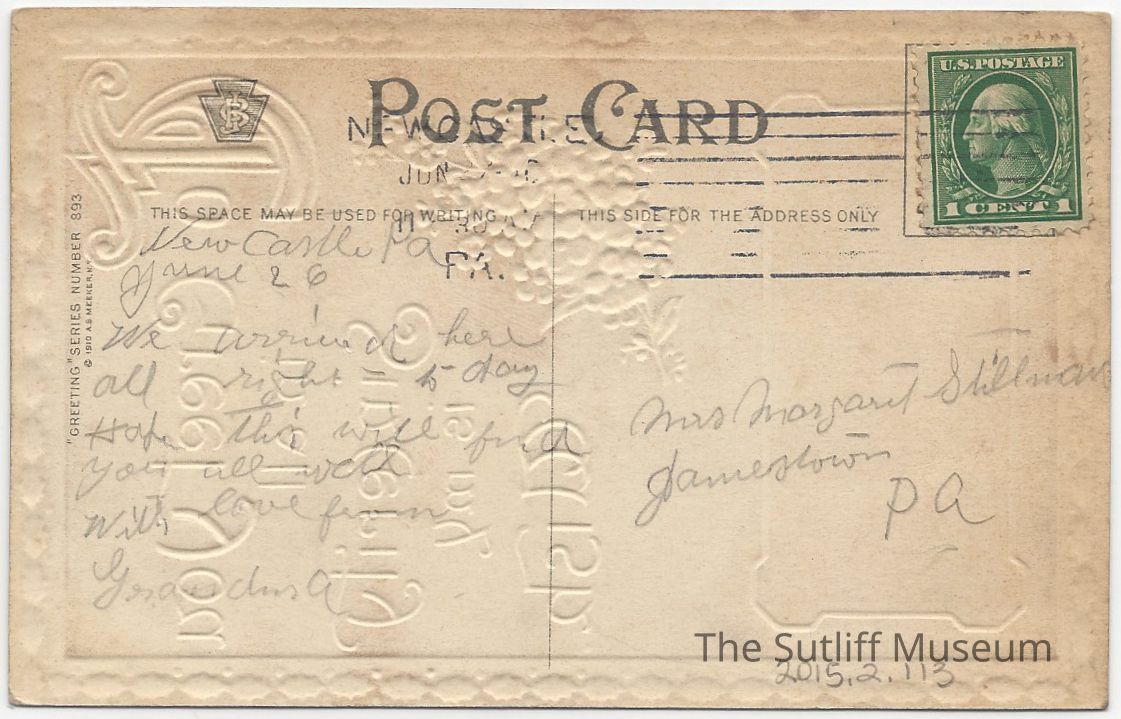 POST CARD
NEW CASTLE,
JUN
PA.
U.S. POSTAGE
1 CENT 1
THIS SPACE MAY BE USED FOR WRITING
THIS SIDE FOR THE ADDRESS ONLY
"GREETING" SERIES NUMBER 893
© 1910 A.S. MEEKER, N.Y.
New Castle Pa
June 26
We arrived here
all right to-day
Hope this will find
you all well
With love from
Mrs Margaret Stillman
Jamestown
PA
The Sutliff Museum
2015.2.113